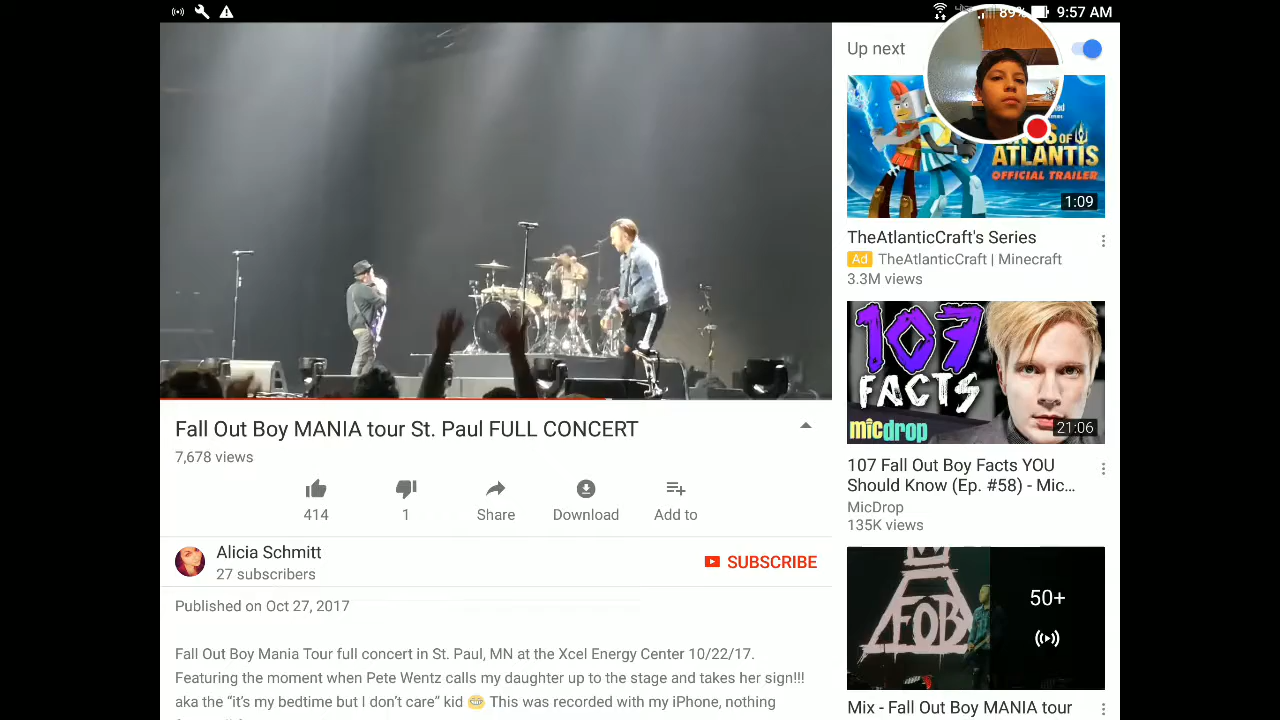 89%
9:57 AM
Up next
OF
ATLANTIS
OFFICIAL TRAILER
1:09
TheAtlanticCraft's Series
Ad TheAtlanticCraft | Minecraft
3.3M views
107
FACTS
micdrop
21:06
107 Fall Out Boy Facts YOU
Should Know (Ep. #58) - Mic...
MicDrop
135K views
FOB
50+
Mix - Fall Out Boy MANIA tour
Fall Out Boy MANIA tour St. Paul FULL CONCERT
7,678 views
414
1
Share
Download
Add to
Alicia Schmitt
27 subscribers
SUBSCRIBE
Published on Oct 27, 2017
Fall Out Boy Mania Tour full concert in St. Paul, MN at the Xcel Energy Center 10/22/17.
Featuring the moment when Pete Wentz calls my daughter up to the stage and takes her sign!!!
aka the “it's my bedtime but I don't care” kid 😁 This was recorded with my iPhone, nothing